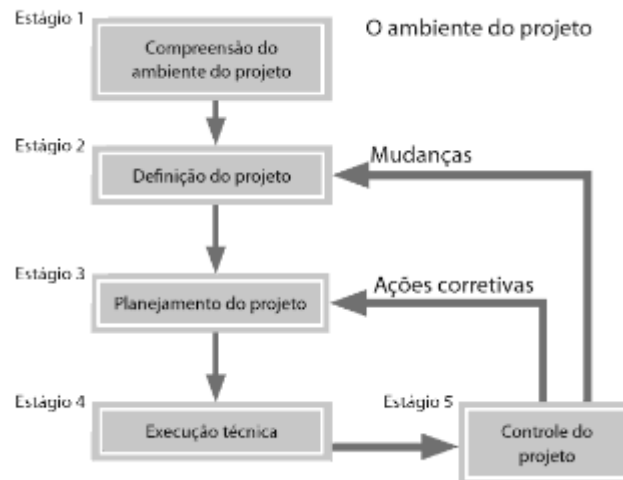 Estágio 1
O ambiente do projeto
Compreensão do
ambiente do projeto
Estágio 2
Mudanças
Definição do projeto
Estágio 3
Ações corretivas
Planejamento do projeto
Estágio 4
Estágio 5
Execução técnica
Controle do
projeto